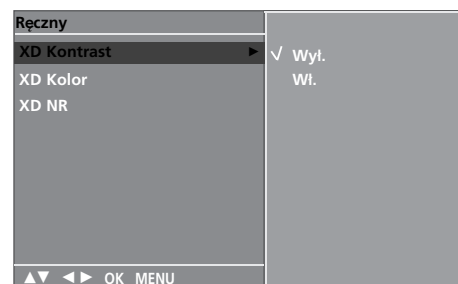 Ręczny
XD Kontrast ►
XD Kolor
XD NR
√ Wył.
Wł.
▲▼ ◄► OK MENU